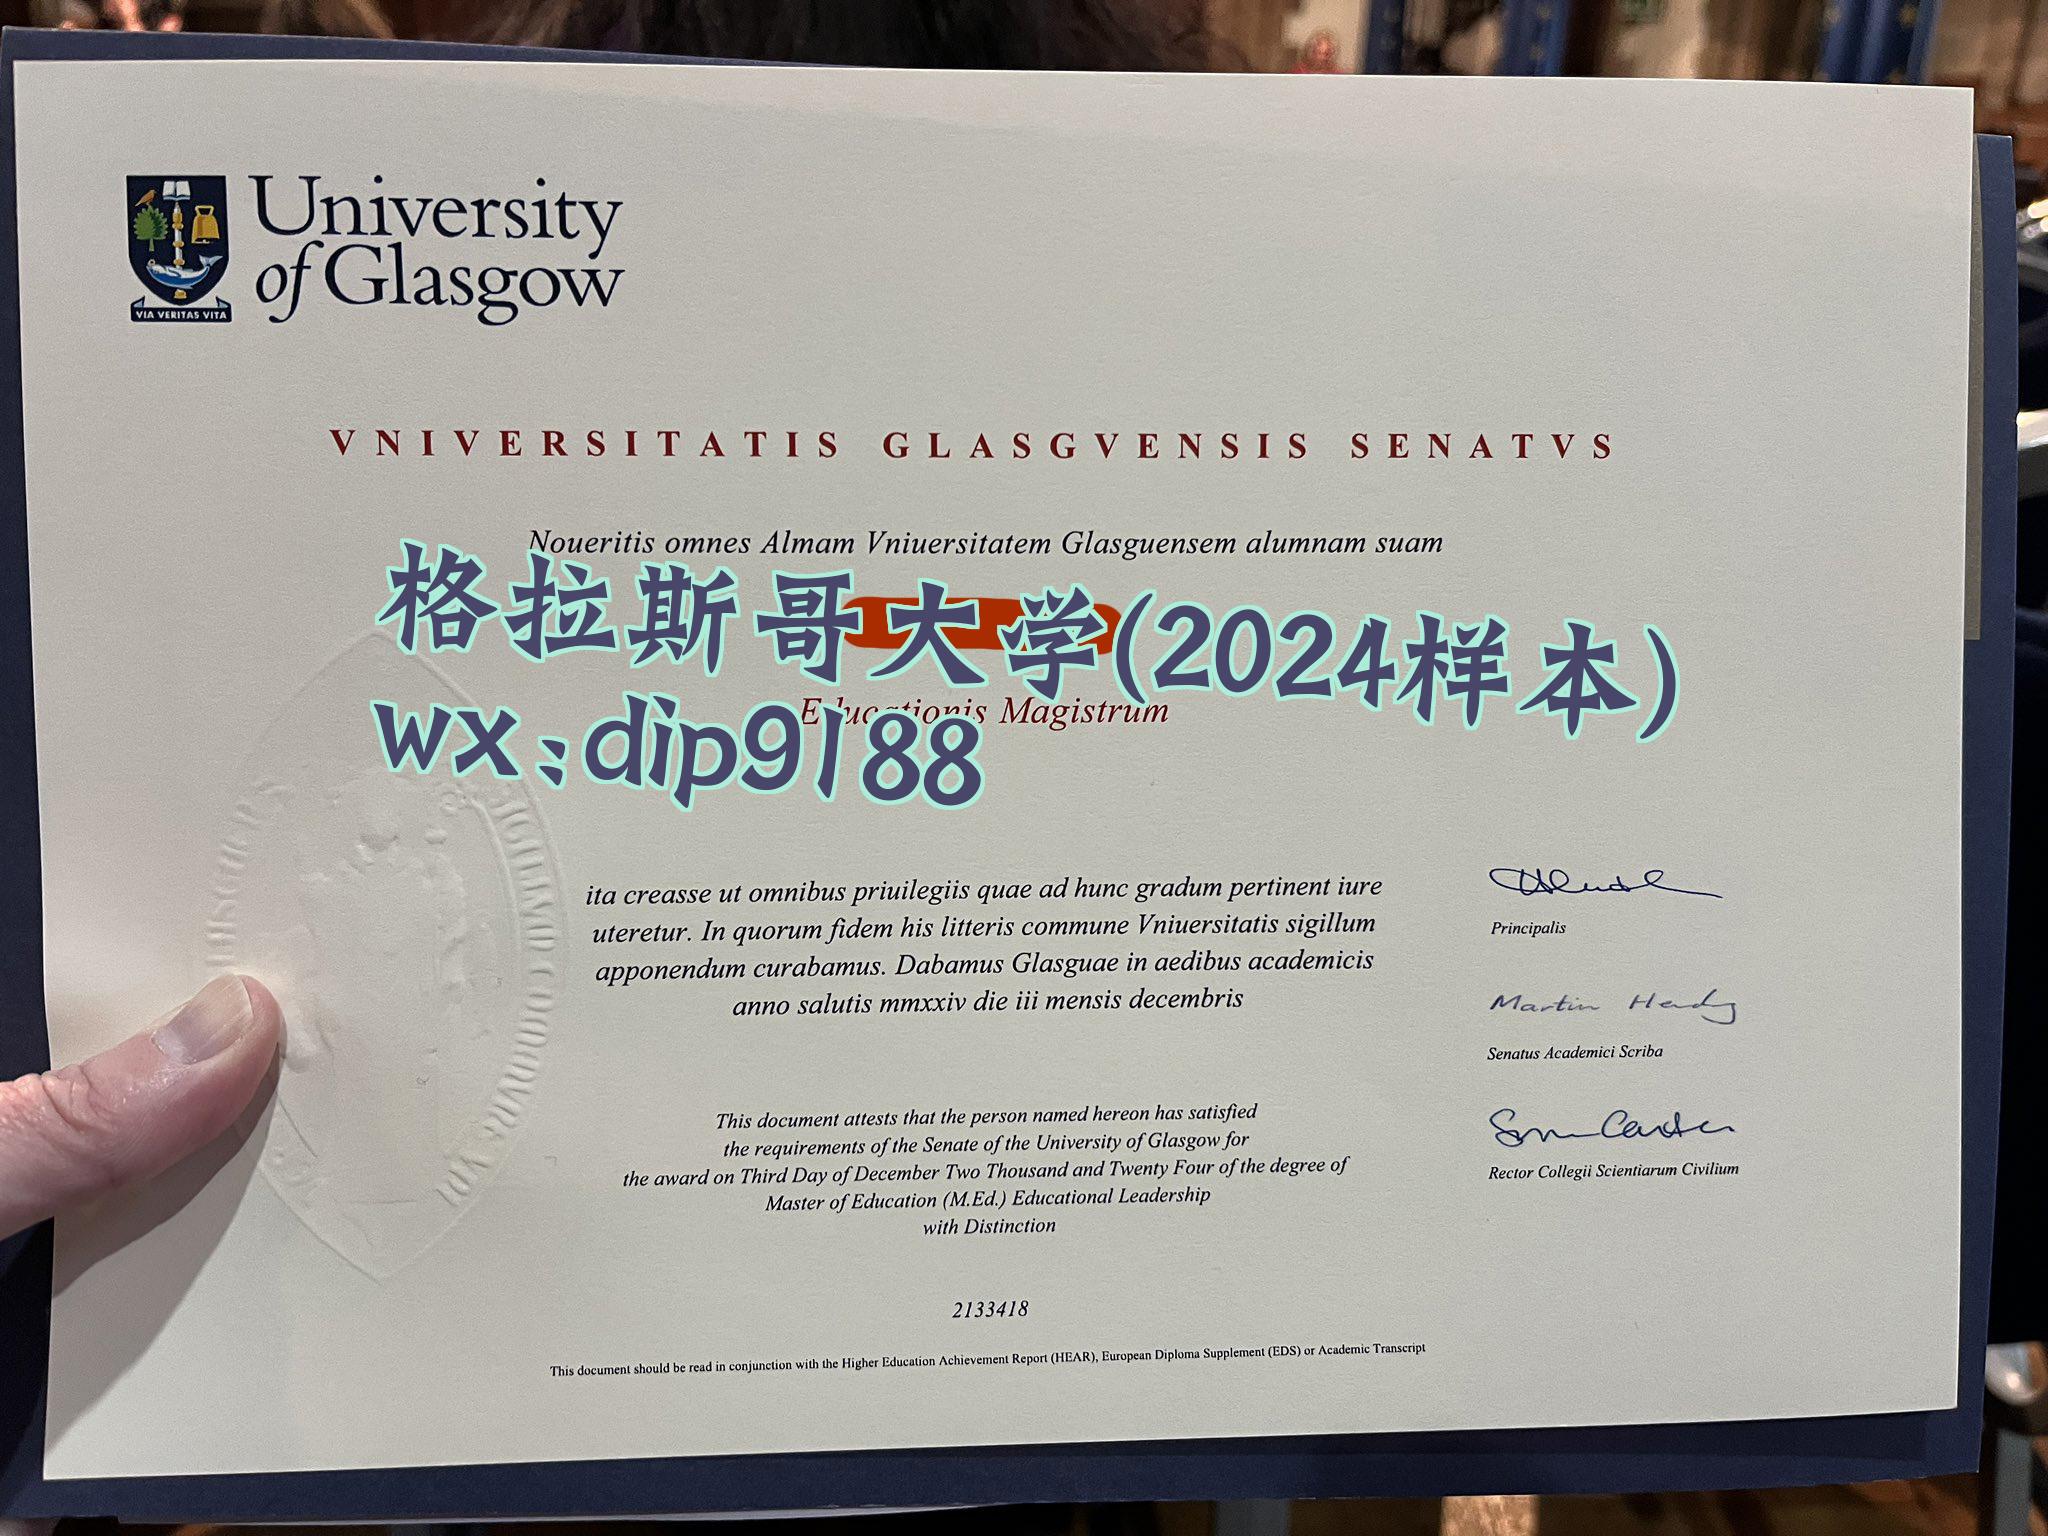 University
of Glasgow
VIA VERITAS VITA
VNIVERSITATIS GLASGVENSIS SENATVS
Noueritis omnes Almam Vniuersitatem Glasguensem alumnam suam
格拉斯哥大学(2024样本)
Educationis Magistrum
wx:dip9188
ita creasse ut omnibus priuilegiis quae ad hunc gradum pertinent iure
uteretur. In quorum fidem his litteris commune Vniuersitatis sigillum
apponendum curabamus. Dabamus Glasguae in aedibus academicis
anno salutis mmxxiv die iii mensis decembris
Principalis
Martin Hendry
Senatus Academici Scriba
Rector Collegii Scientiarum Civilium
This document attests that the person named hereon has satisfied
the requirements of the Senate of the University of Glasgow for
the award on Third Day of December Two Thousand and Twenty Four of the degree of
Master of Education (M.Ed.) Educational Leadership
with Distinction
2133418
This document should be read in conjunction with the Higher Education Achievement Report (HEAR), European Diploma Supplement (EDS) or Academic Transcript